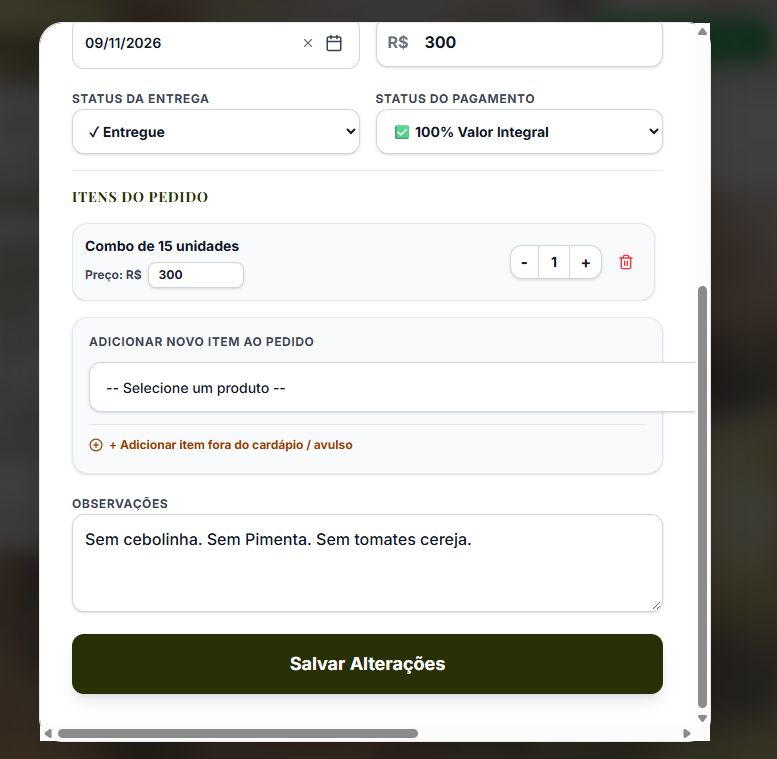 09/11/2026
R$ 300
STATUS DA ENTREGA
STATUS DO PAGAMENTO
✓ Entregue
✅ 100% Valor Integral
ITENS DO PEDIDO
Combo de 15 unidades
Preço: R$ 300
- 1 +
ADICIONAR NOVO ITEM AO PEDIDO
-- Selecione um produto --
+ Adicionar item fora do cardápio / avulso
OBSERVAÇÕES
Sem cebolinha. Sem Pimenta. Sem tomates cereja.
Salvar Alterações